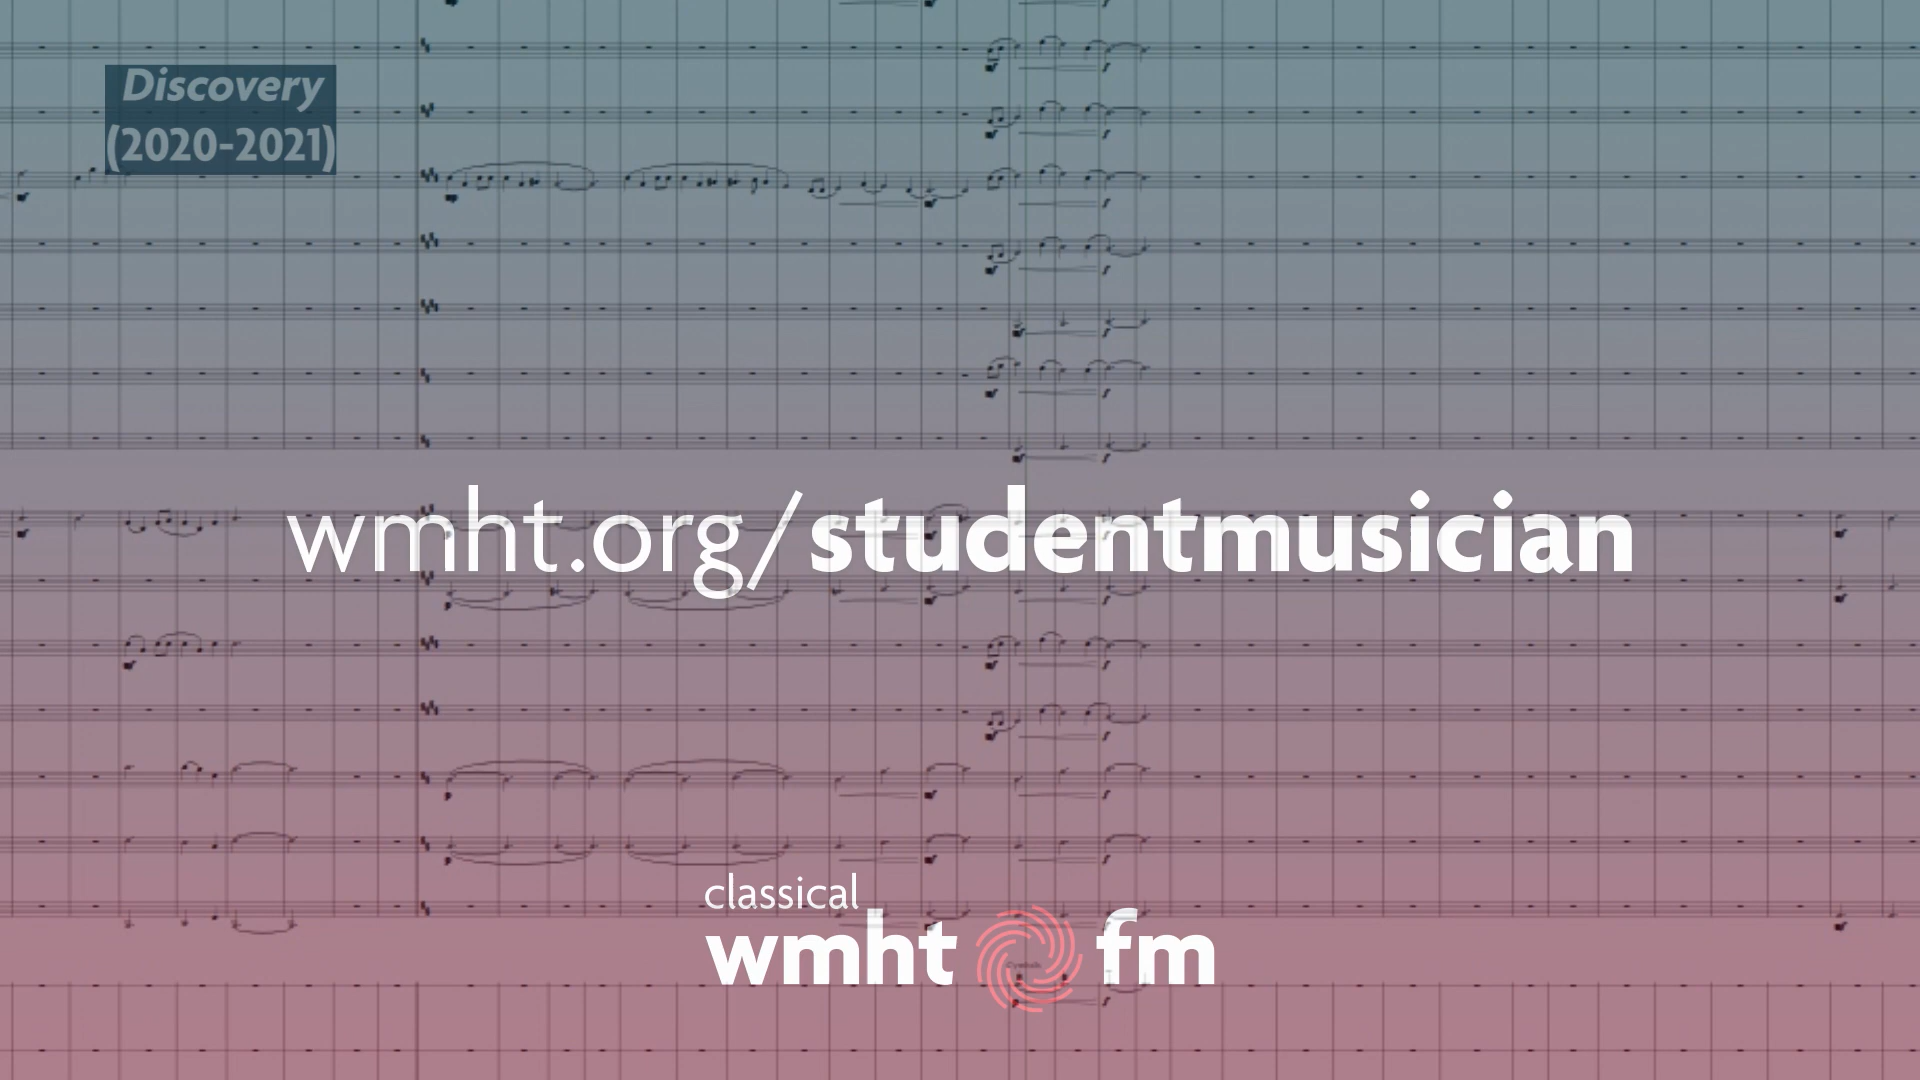 Discovery
(2020-2021)
wmht.org/studentmusician
classical
wmht fm